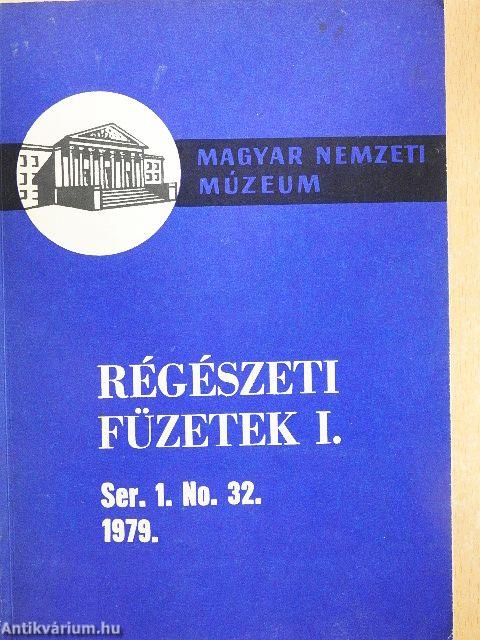 MAGYAR NEMZETI
MÚZEUM
RÉGÉSZETI
FÜZETEK I.
Ser. 1. No. 32.
1979.
Antikvárium.hu